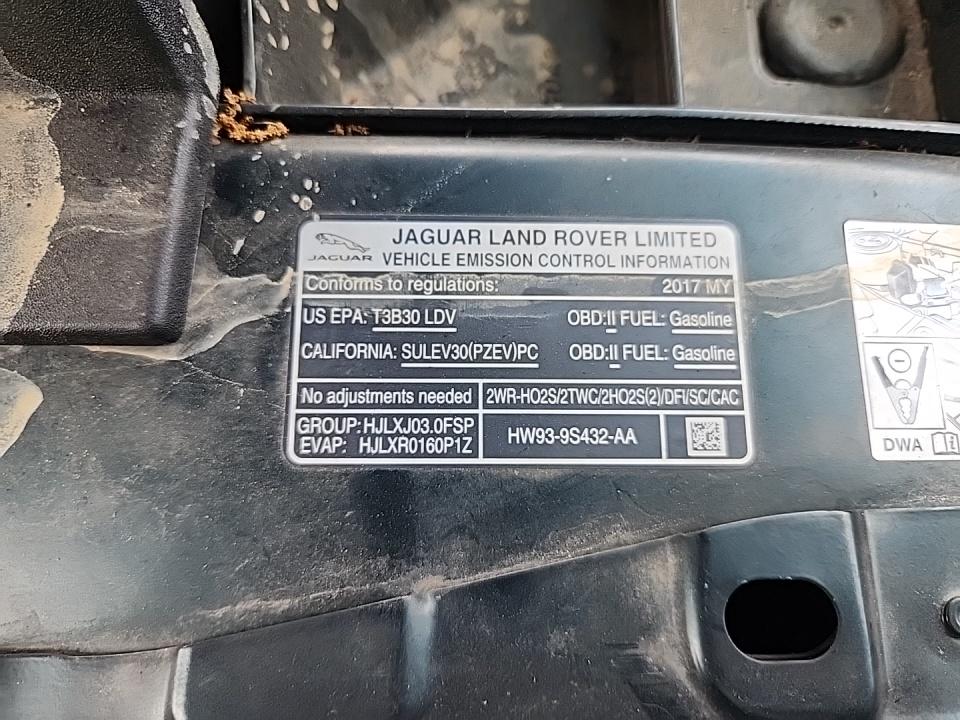 JAGUAR
JAGUAR LAND ROVER LIMITED
VEHICLE EMISSION CONTROL INFORMATION
Conforms to regulations: 2017 MY
US EPA: T3B30 LDV OBD:II FUEL: Gasoline
CALIFORNIA: SULEV30(PZEV)PC OBD:II FUEL: Gasoline
No adjustments needed 2WR-HO2S/2TWC/2HO2S(2)/DFI/SC/CAC
GROUP: HJLXJ03.0FSP
EVAP: HJLXR0160P1Z
HW93-9S432-AA
DWA i